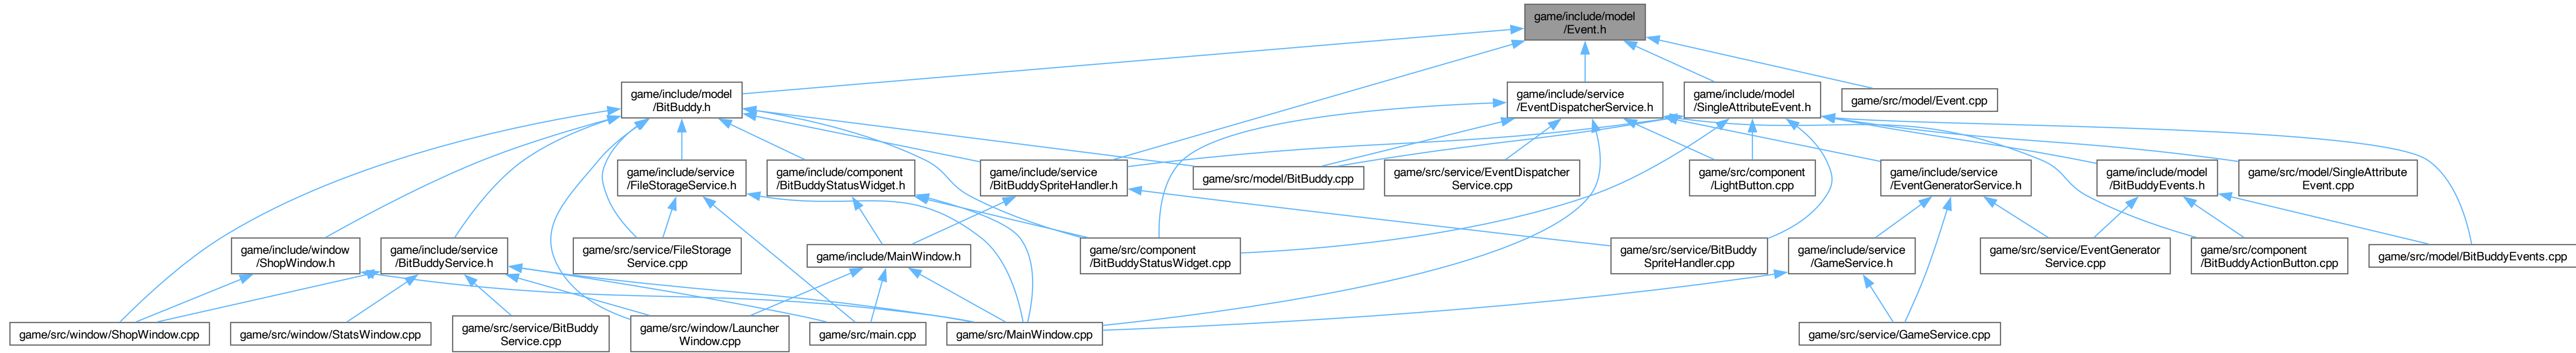 game/include/model
/Event.h
game/include/model
/BitBuddy.h
game/include/service
/EventDispatcherService.h
game/include/model
/SingleAttributeEvent.h
game/src/model/Event.cpp
game/include/service
/FileStorageService.h
game/include/component
/BitBuddyStatusWidget.h
game/include/service
/BitBuddySpriteHandler.h
game/src/model/BitBuddy.cpp
game/src/service/EventDispatcher
Service.cpp
game/src/component
/LightButton.cpp
game/include/service
/EventGeneratorService.h
game/include/model
/BitBuddyEvents.h
game/src/model/SingleAttribute
Event.cpp
game/include/window
/ShopWindow.h
game/include/service
/BitBuddyService.h
game/src/service/FileStorage
Service.cpp
game/include/MainWindow.h
game/src/component
/BitBuddyStatusWidget.cpp
game/src/service/BitBuddy
SpriteHandler.cpp
game/include/service
/GameService.h
game/src/service/EventGenerator
Service.cpp
game/src/component
/BitBuddyActionButton.cpp
game/src/model/BitBuddyEvents.cpp
game/src/window/ShopWindow.cpp
game/src/window/StatsWindow.cpp
game/src/service/BitBuddy
Service.cpp
game/src/window/Launcher
Window.cpp
game/src/main.cpp
game/src/MainWindow.cpp
game/src/service/GameService.cpp